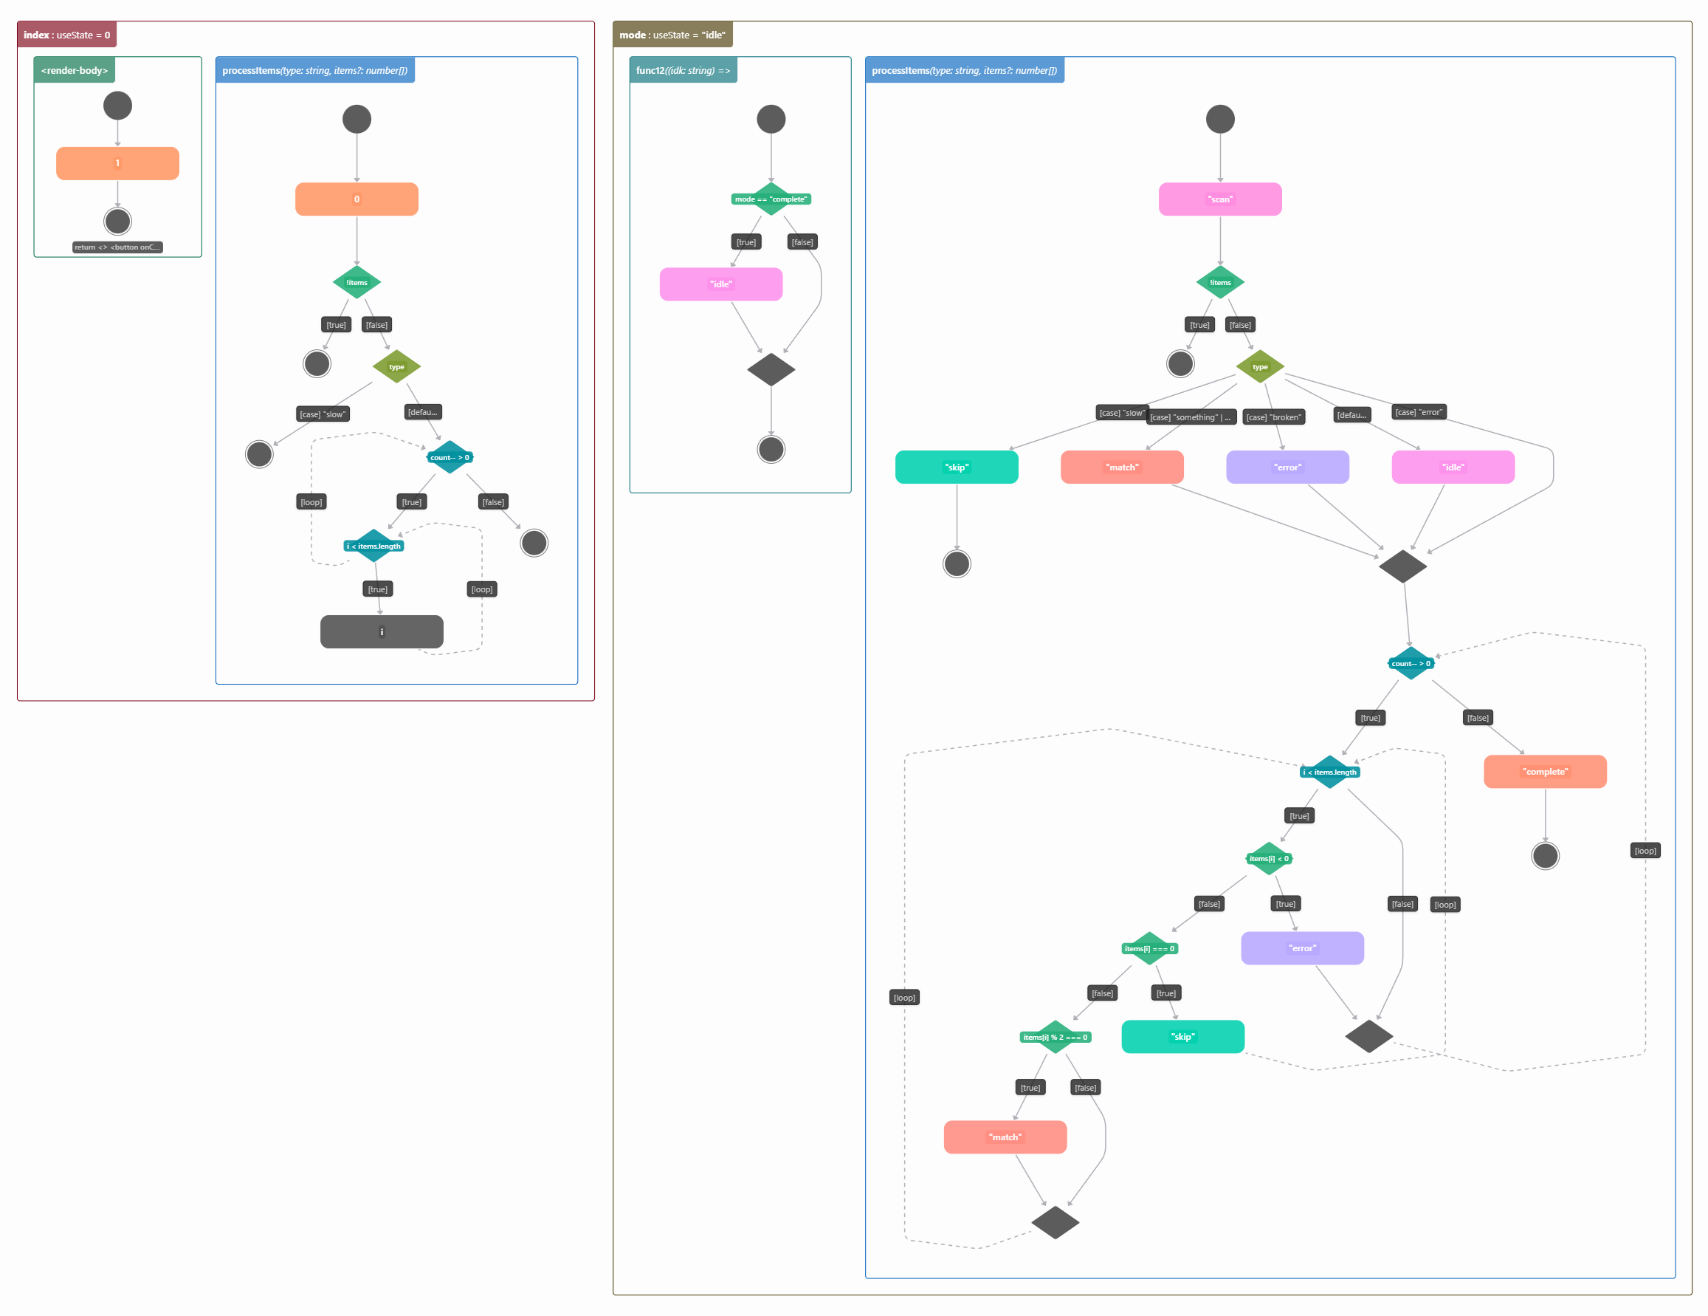 index : useState = 0
<render-body>
1
return <> <button onC...
processItems(type: string, items?: number[])
0
!items
[true]
[false]
type
[case] "slow"
[defau...
count-- > 0
[loop]
[true]
[false]
i < items.length
[true]
[loop]
i
mode : useState = "idle"
func12((idk: string) =>
mode == "complete"
[true]
[false]
"idle"
processItems(type: string, items?: number[])
"scan"
!items
[true]
[false]
type
[case] "slow"
[case] "something" | ...
[case] "broken"
[defau...
[case] "error"
"skip"
"match"
"error"
"idle"
count-- > 0
[true]
[false]
i < items.length
"complete"
[true]
[loop]
items[i] < 0
[false]
[true]
[false]
[loop]
items[i] === 0
"error"
[false]
[true]
[loop]
items[i] % 2 === 0
"skip"
[true]
[false]
"match"